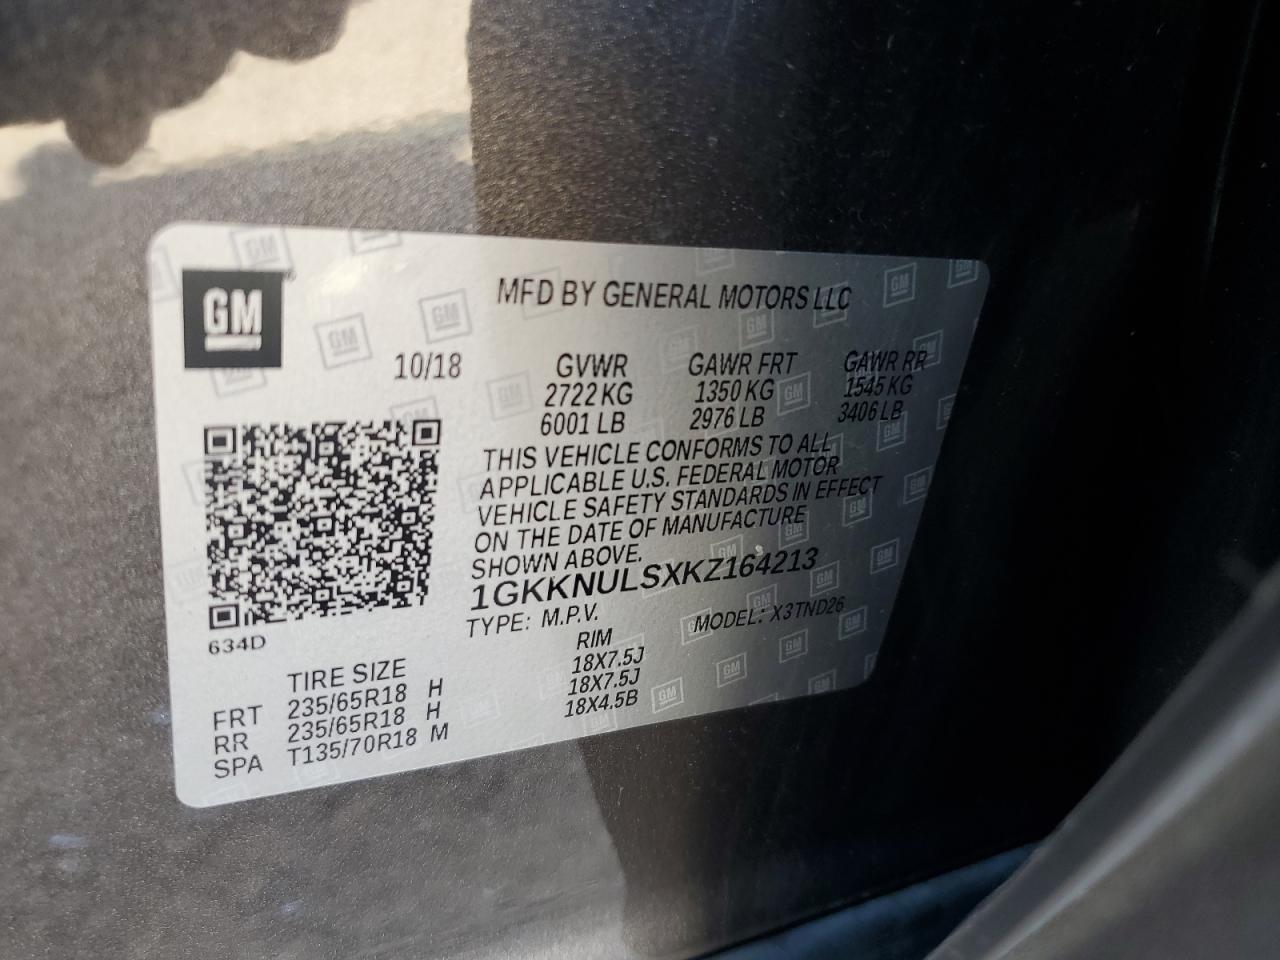 GM
MFD BY GENERAL MOTORS LLC
10/18 GVWR GAWR FRT GAWR RR
2722 KG 1350 KG 1545 KG
6001 LB 2976 LB 3406 LB
THIS VEHICLE CONFORMS TO ALL
APPLICABLE U.S. FEDERAL MOTOR
VEHICLE SAFETY STANDARDS IN EFFECT
ON THE DATE OF MANUFACTURE
SHOWN ABOVE.
1GKKNULSXKZ164213
TYPE: M.P.V. MODEL: X3TND26
634D
TIRE SIZE RIM
FRT 235/65R18 H 18X7.5J
RR 235/65R18 H 18X7.5J
SPA T135/70R18 M 18X4.5B